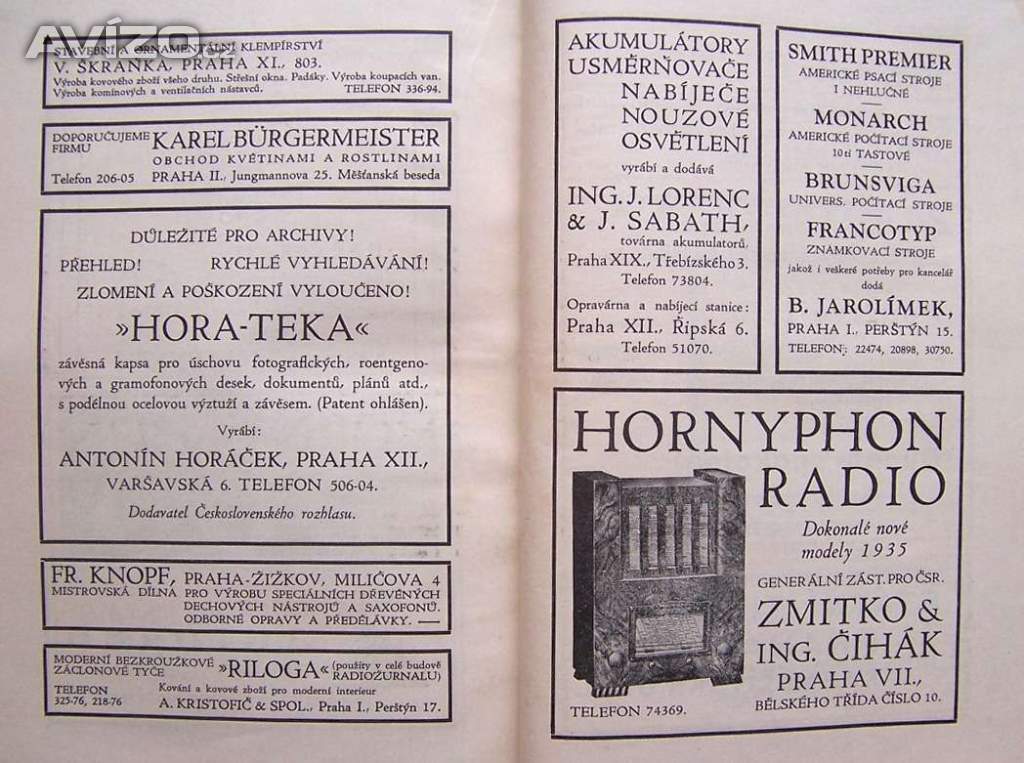 Avízo.cz
STAVEBNÍ A ORNAMENTÁLNÍ KLEMPÍRSTVÍ
V. ŠKRANKA, PRAHA XI., 803.
Výroba kovového zboží všeho druhu. Střešní okna. Padáky. Výroba koupacích van.
Výroba komínových a ventilačních nástavců. TELEFON 336-94.
DOPORUČUJEME FIRMU
KAREL BÜRGERMEISTER
OBCHOD KVĚTINAMI A ROSTLINAMI
Telefon 206-05 PRAHA II., Jungmannova 25. Měšťanská beseda
DŮLEŽITÉ PRO ARCHIVY!
PŘEHLED! RYCHLÉ VYHLEDÁVÁNÍ!
ZLOMENÍ A POŠKOZENÍ VYLOUČENO!
»HORA-TEKA«
závěsná kapsa pro úschovu fotografických, roentgeno-
vých a gramofonových desek, dokumentů, plánů atd.,
s podélnou ocelovou výztuží a závěsem. (Patent ohlášen).
Vyrábí:
ANTONÍN HORÁČEK, PRAHA XII.,
VARŠAVSKÁ 6. TELEFON 506-04.
Dodavatel Československého rozhlasu.
FR. KNOPF, PRAHA-ŽIŽKOV, MILIČOVA 4
MISTROVSKÁ DÍLNA PRO VÝROBU SPECIÁLNÍCH DŘEVĚNÝCH
DECHOVÝCH NÁSTROJŮ A SAXOFONŮ.
ODBORNÉ OPRAVY A PŘEDĚLÁVKY. —
MODERNÍ BEZKROUŽKOVÉ
ZÁCLONOVÉ TYČE
»RILOGA« (použity v celé budově
RADIOŽURNALU)
TELEFON
325-76, 218-76
Kování a kovové zboží pro moderní interieur
A. KRISTOFIČ & SPOL., Praha I., Perštýn 17.
AKUMULÁTORY
USMĚRŇOVAČE
NABÍJEČE
NOUZOVÉ
OSVĚTLENÍ
vyrábí a dodává
ING. J. LORENC
& J. SABATH,
továrna akumulatorů,
Praha XIX., Třebízského 3.
Telefon 73804.
Opravárna a nabíjecí stanice:
Praha XII., Řipská 6.
Telefon 51070.
SMITH PREMIER
AMERICKÉ PSACÍ STROJE
I NEHLUČNÉ
MONARCH
AMERICKÉ POČÍTACÍ STROJE
10ti TASTOVÉ
BRUNSVIGA
UNIVERS. POČÍTACÍ STROJE
FRANCOTYP
ZNÁMKOVACÍ STROJE
jakož i veškeré potřeby pro kancelář
dodá
B. JAROLÍMEK,
PRAHA I., PERŠTÝN 15.
TELEFON: 22474, 20898, 30750.
HORNYPHON
RADIO
Dokonalé nové
modely 1935
GENERÁLNÍ ZÁST. PRO ČSR.
ZMITKO &
ING. ČIHÁK
PRAHA VII.,
BĚLSKÉHO TŘÍDA ČÍSLO 10.
TELEFON 74369.